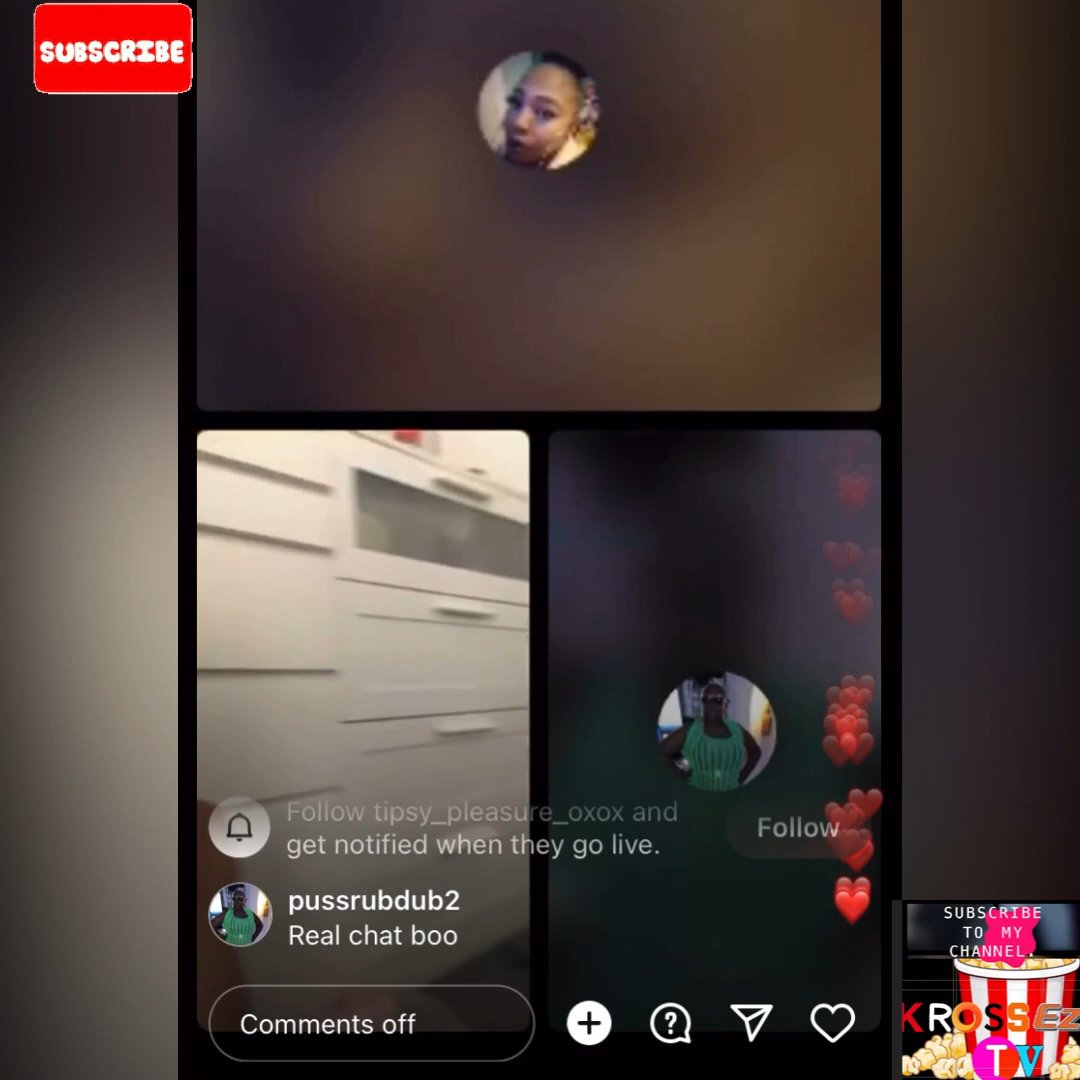 SUBSCRIBE
Follow tipsy_pleasure_oxox and
get notified when they go live.
Follow
pussrubdub2
Real chat boo
Comments off
SUBSCRIBE
TO MY
CHANNEL.
KROSSEz
TV